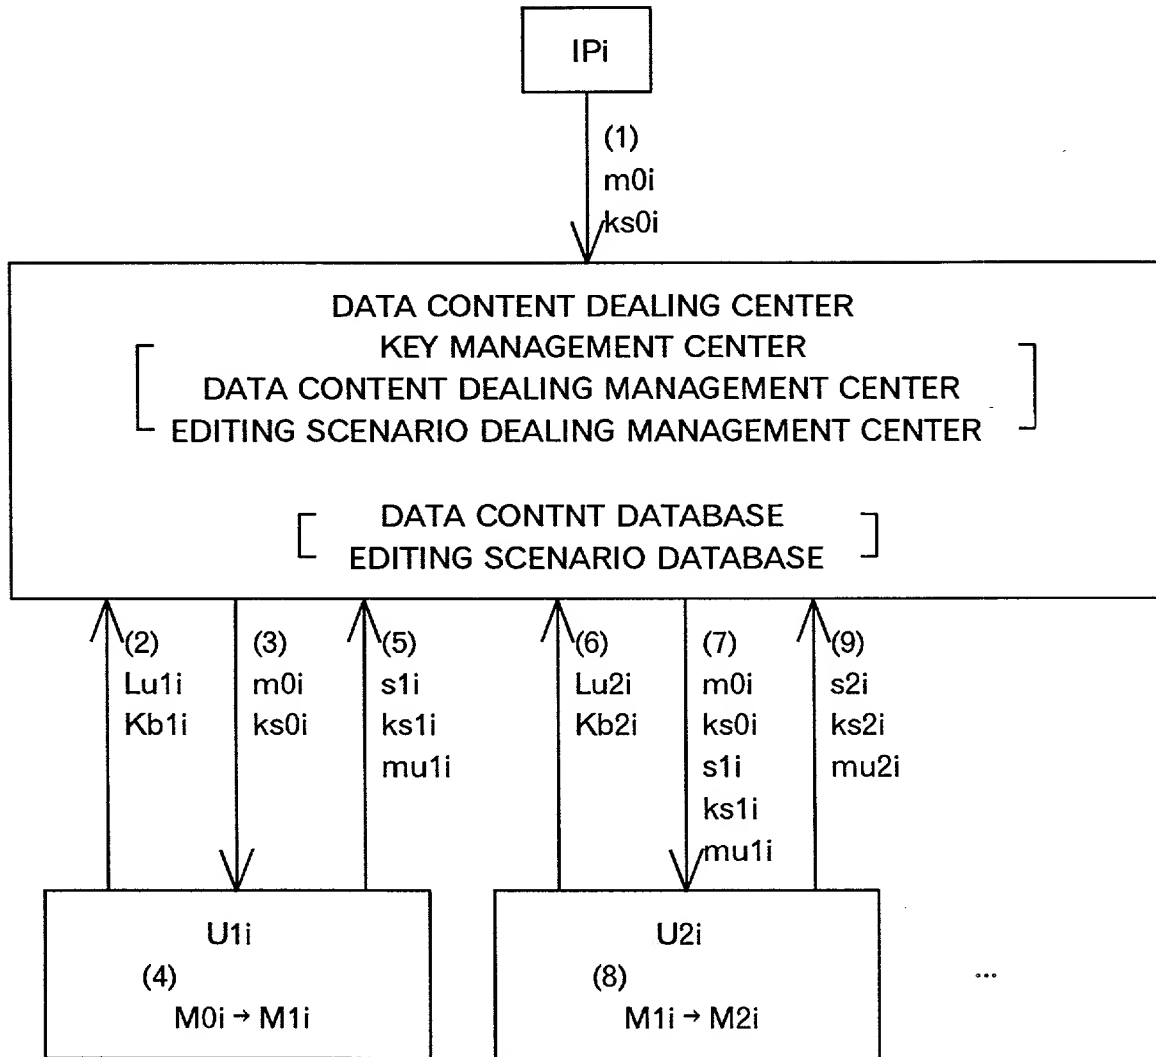 IPi
(1)
m0i
ks0i
DATA CONTENT DEALING CENTER
KEY MANAGEMENT CENTER
DATA CONTENT DEALING MANAGEMENT CENTER
EDITING SCENARIO DEALING MANAGEMENT CENTER
DATA CONTNT DATABASE
EDITING SCENARIO DATABASE
(2)
Lu1i
Kb1i
(3)
m0i
ks0i
(5)
s1i
ks1i
mu1i
(6)
Lu2i
Kb2i
(7)
m0i
ks0i
s1i
ks1i
mu1i
(9)
s2i
ks2i
mu2i
U1i
(4)
M0i → M1i
U2i
(8)
M1i → M2i
...